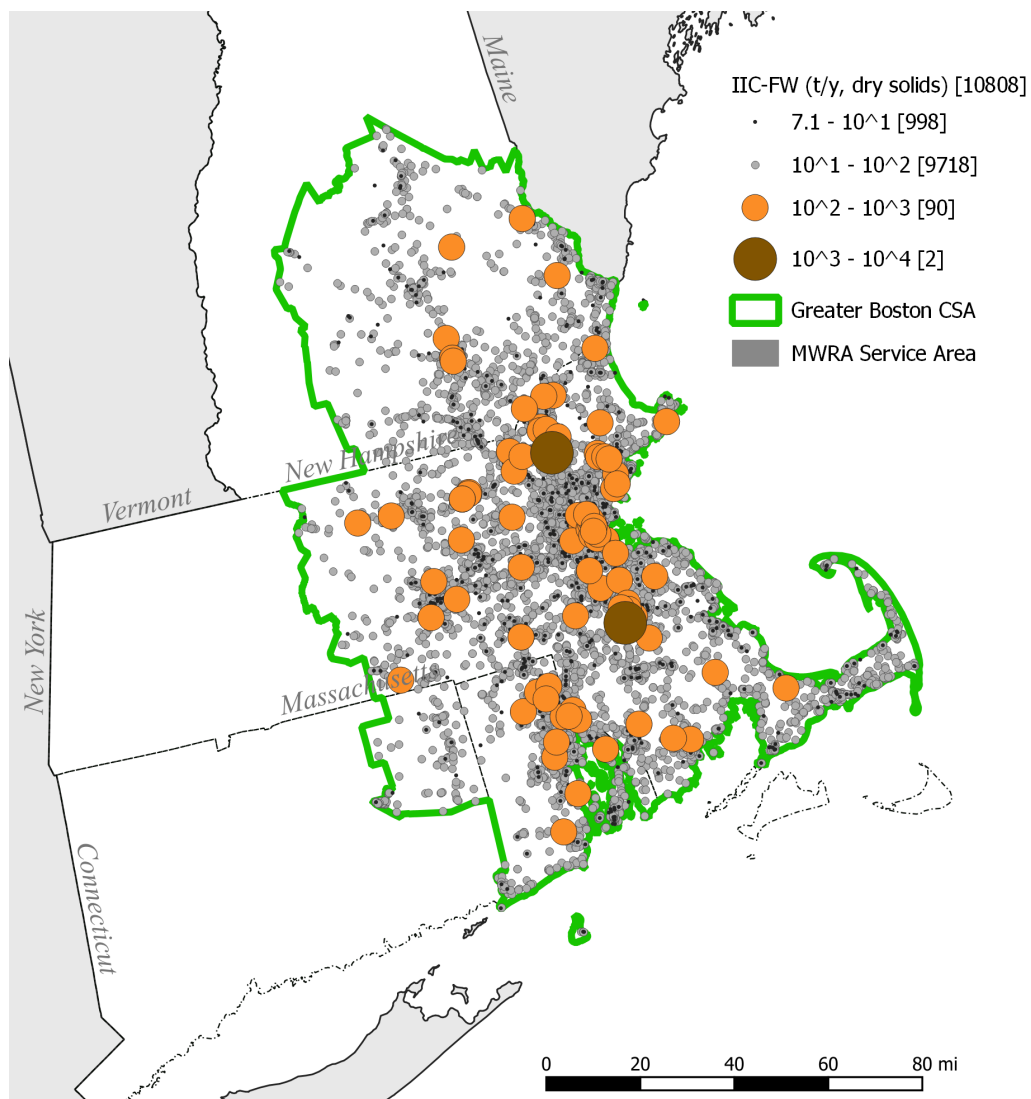 Maine
IIC-FW (t/y, dry solids) [10808]
7.1 - 10^1 [998]
10^1 - 10^2 [9718]
10^2 - 10^3 [90]
10^3 - 10^4 [2]
Greater Boston CSA
MWRA Service Area
New Hampshire
Vermont
New York
Massachusetts
Connecticut
0 20 40 60 80 mi